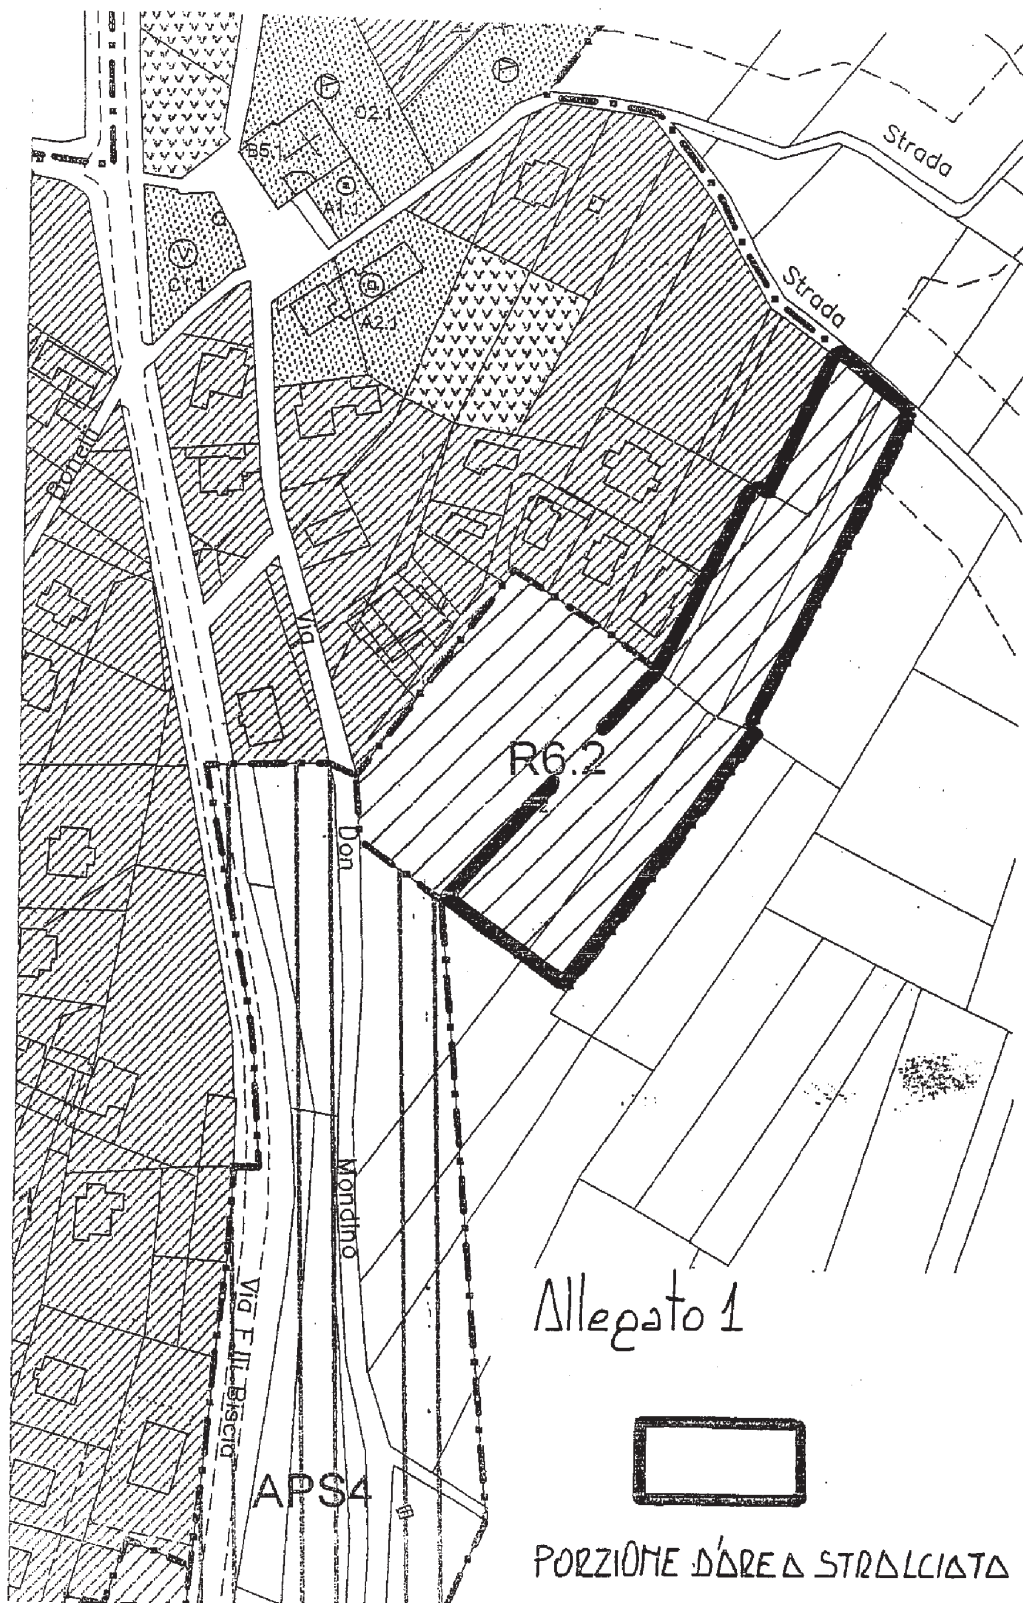 Strada
Strada
C2.1
B5.1
A1.1
A2.1
C1.1
V
Via
R6.2
2
Don
Mondino
Via F.lli Biscia
APS4
Allegato 1
PORZIONE D'AREA STRALCIATA